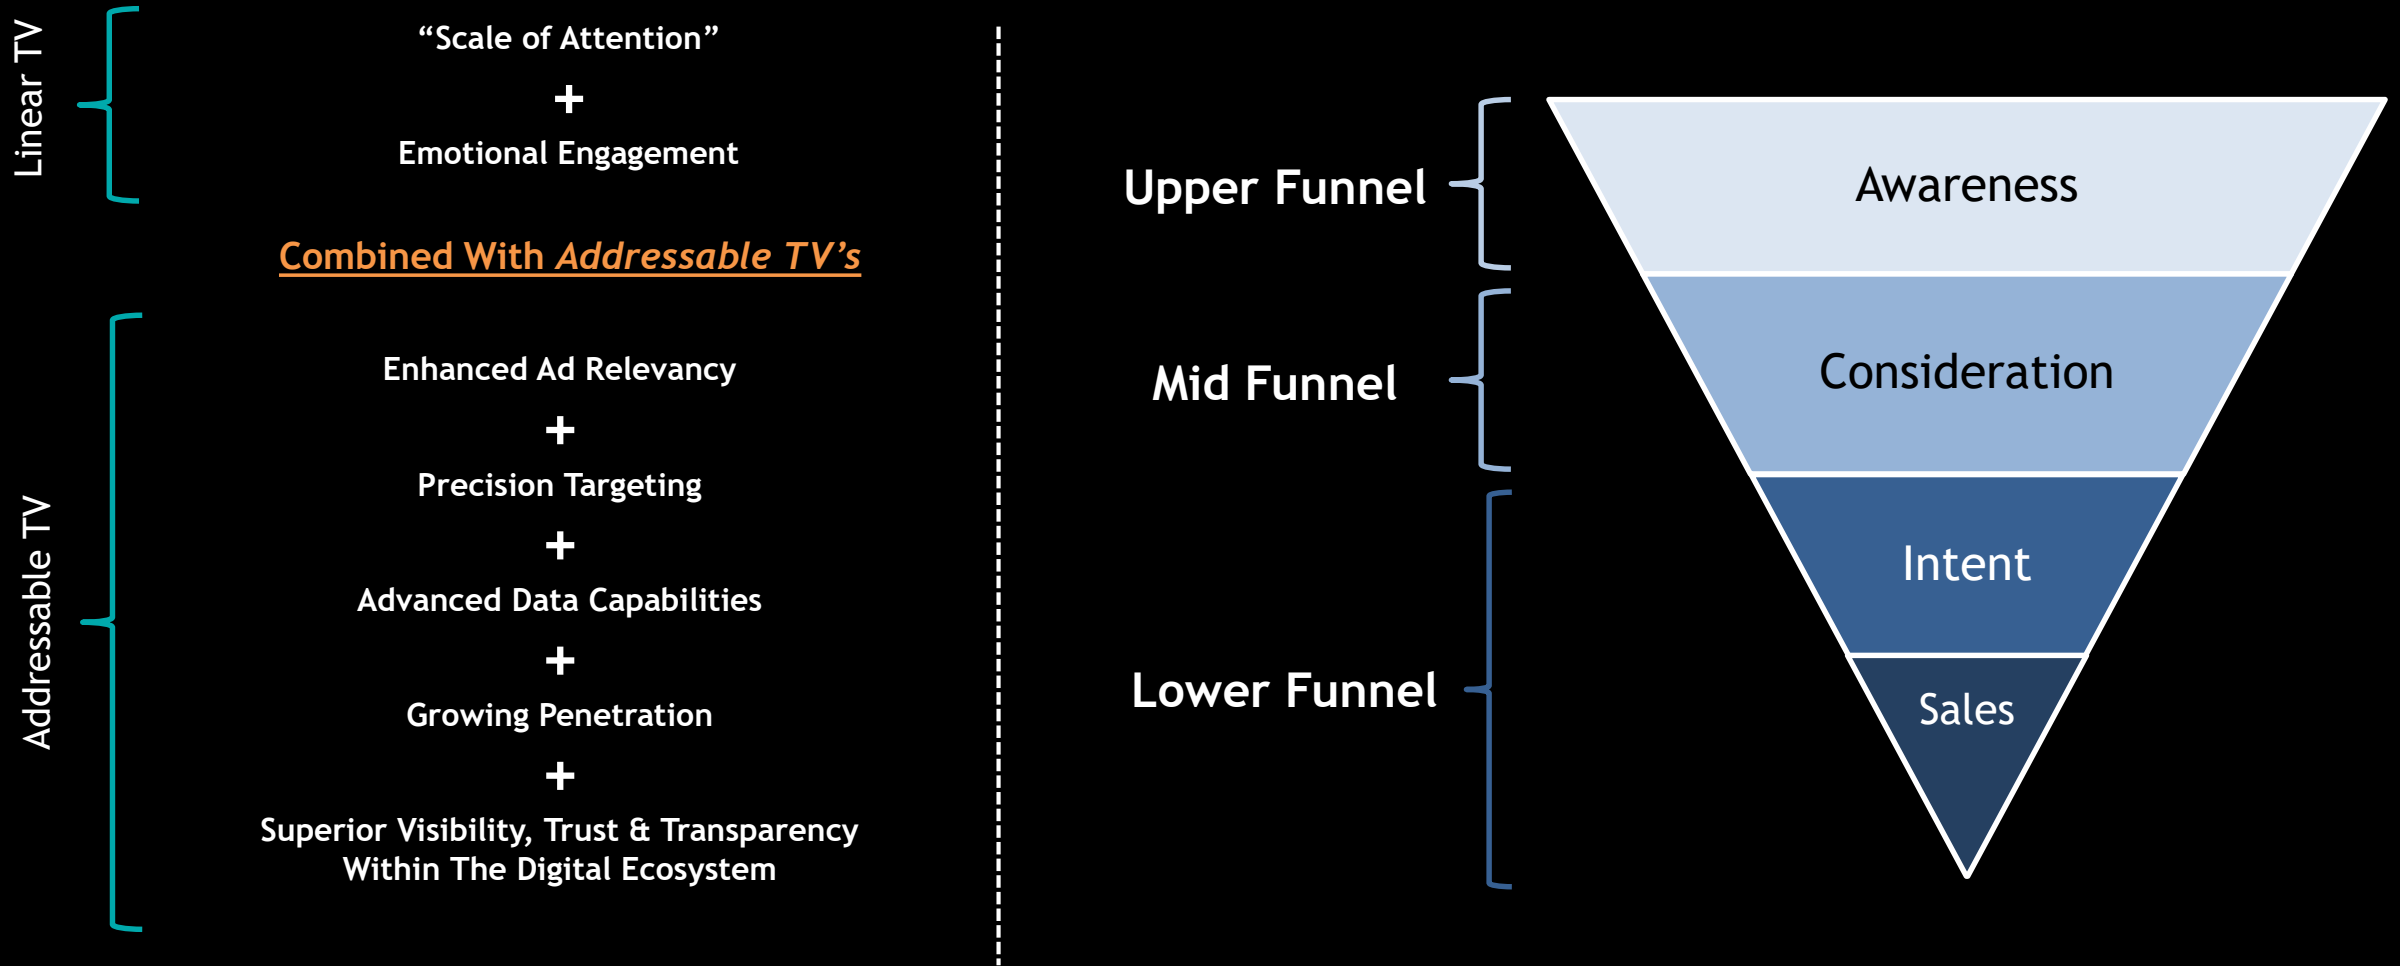 Linear TV
“Scale of Attention”
+
Emotional Engagement
Combined With Addressable TV’s
Addressable TV
Enhanced Ad Relevancy
+
Precision Targeting
+
Advanced Data Capabilities
+
Growing Penetration
+
Superior Visibility, Trust & Transparency
Within The Digital Ecosystem
Upper Funnel
Awareness
Mid Funnel
Consideration
Lower Funnel
Intent
Sales